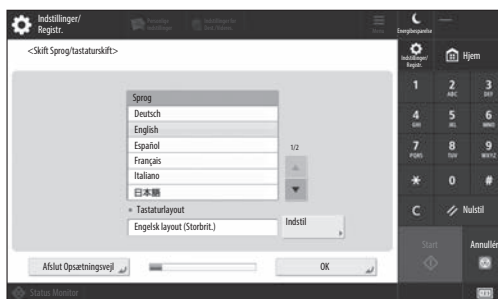 Indstillinger/
Registr.
Menu
Energibesparelse
<Skift Sprog/tastaturskift>
Indstillinger/
Registr.
Hjem
Sprog
Deutsch
English
Español
Français
Italiano
日本語
1/2
Tastaturlayout
Engelsk layout (Storbrit.)
Indstil
Afslut Opsætningsvejl
OK
1
2
ABC
3
DEF
4
GHI
5
JKL
6
MNO
7
PQRS
8
TUV
9
WXYZ
*
0
#
C
Nulstil
Start
Annullér
Status Monitor